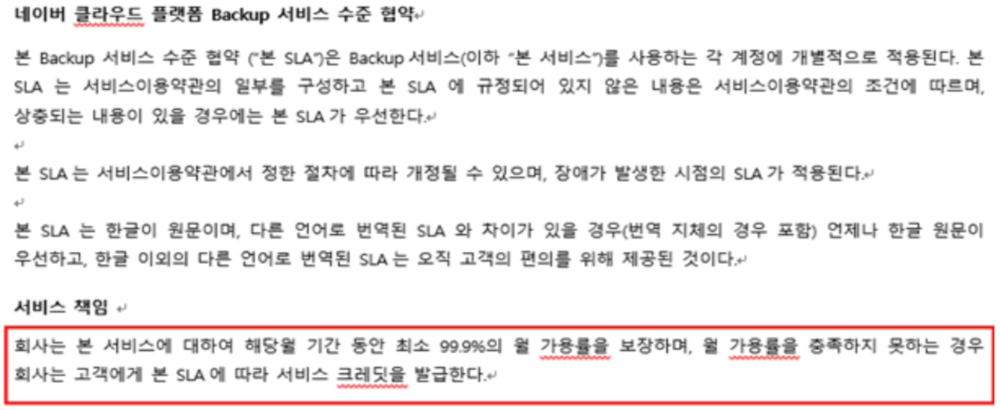 네이버 클라우드 플랫폼 Backup 서비스 수준 협약
본 Backup 서비스 수준 협약 ("본 SLA")은 Backup 서비스(이하 "본 서비스")를 사용하는 각 계정에 개별적으로 적용된다. 본
SLA 는 서비스이용약관의 일부를 구성하고 본 SLA 에 규정되어 있지 않은 내용은 서비스이용약관의 조건에 따르며,
상충되는 내용이 있을 경우에는 본 SLA 가 우선한다.
본 SLA 는 서비스이용약관에서 정한 절차에 따라 개정될 수 있으며, 장애가 발생한 시점의 SLA 가 적용된다.
본 SLA 는 한글이 원문이며, 다른 언어로 번역된 SLA 와 차이가 있을 경우(번역 지체의 경우 포함) 언제나 한글 원문이
우선하고, 한글 이외의 다른 언어로 번역된 SLA 는 오직 고객의 편의를 위해 제공된 것이다.
서비스 책임
회사는 본 서비스에 대하여 해당월 기간 동안 최소 99.9%의 월 가용률을 보장하며, 월 가용률을 충족하지 못하는 경우
회사는 고객에게 본 SLA 에 따라 서비스 크레딧을 발급한다.